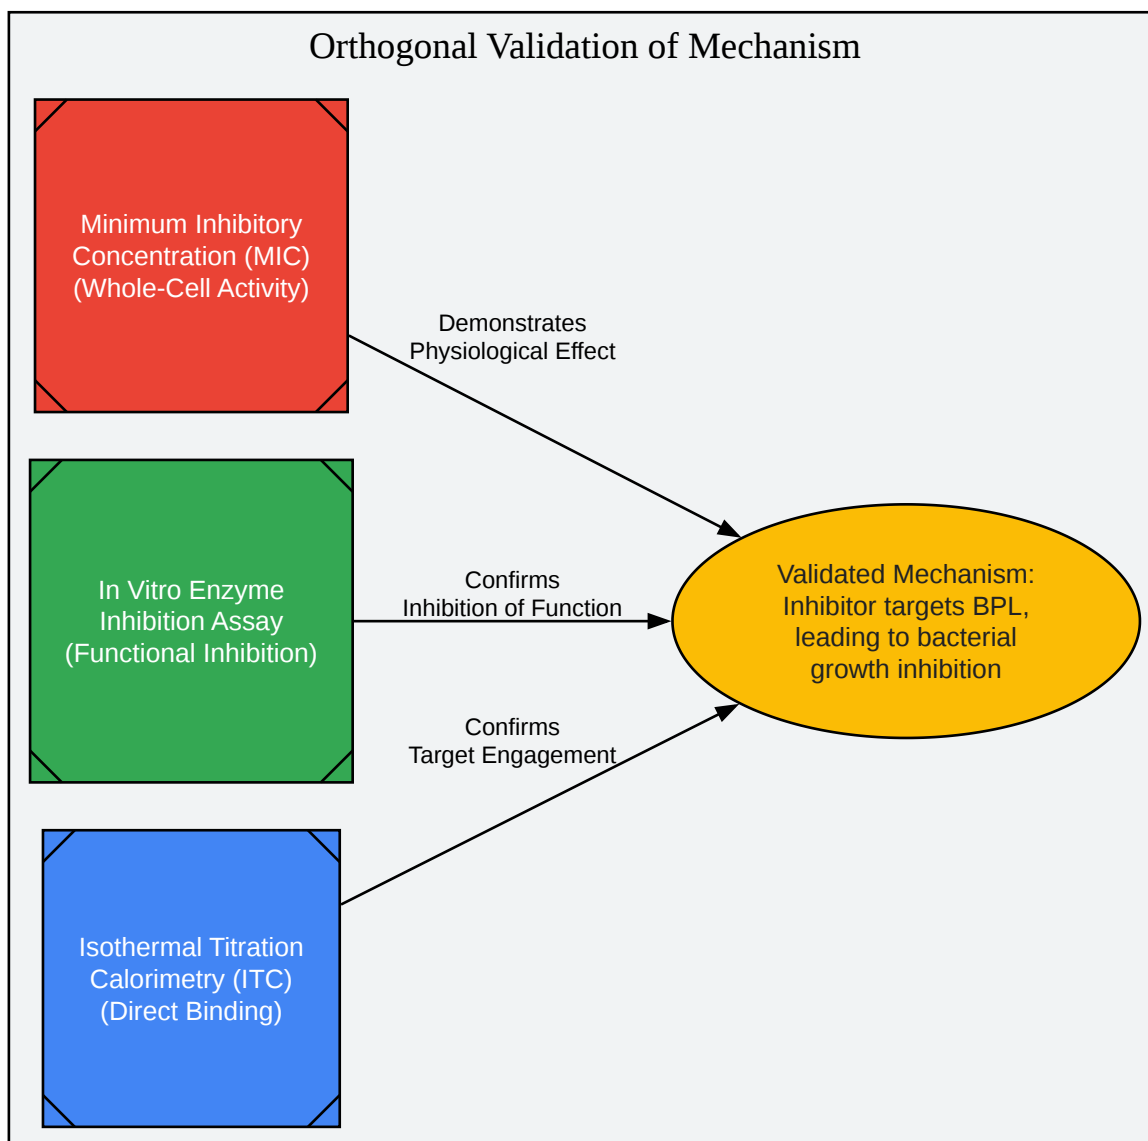 Orthogonal Validation of Mechanism
Minimum Inhibitory
Concentration (MIC)
(Whole-Cell Activity)
Demonstrates
Physiological Effect
In Vitro Enzyme
Inhibition Assay
(Functional Inhibition)
Confirms
Inhibition of Function
Validated Mechanism:
Inhibitor targets BPL,
leading to bacterial
growth inhibition
Confirms
Target Engagement
Isothermal Titration
Calorimetry (ITC)
(Direct Binding)